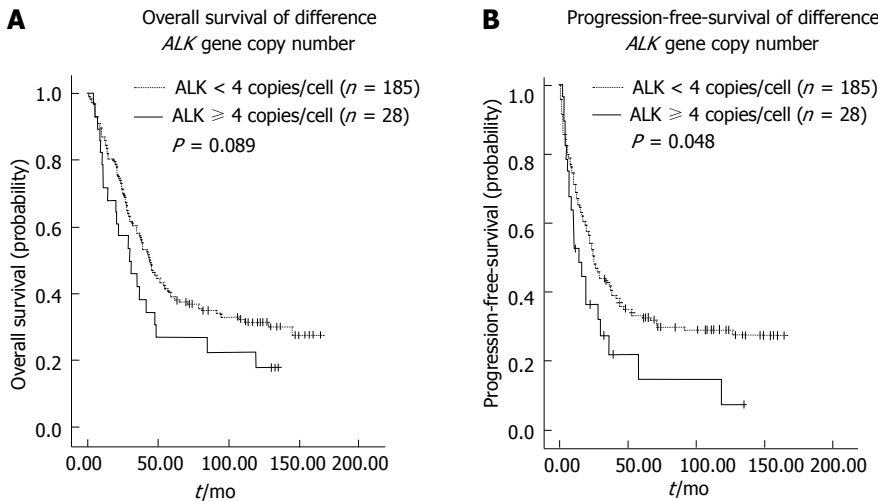 A
Overall survival of difference
ALK gene copy number
ALK < 4 copies/cell (n = 185)
ALK ⩾ 4 copies/cell (n = 28)
P = 0.089
Overall survival (probability)
1.0
0.8
0.6
0.4
0.2
0.0
0.00 50.00 100.00 150.00 200.00
t/mo
B
Progression-free-survival of difference
ALK gene copy number
ALK < 4 copies/cell (n = 185)
ALK ⩾ 4 copies/cell (n = 28)
P = 0.048
Progression-free-survival (probability)
1.0
0.8
0.6
0.4
0.2
0.0
0.00 50.00 100.00 150.00 200.00
t/mo